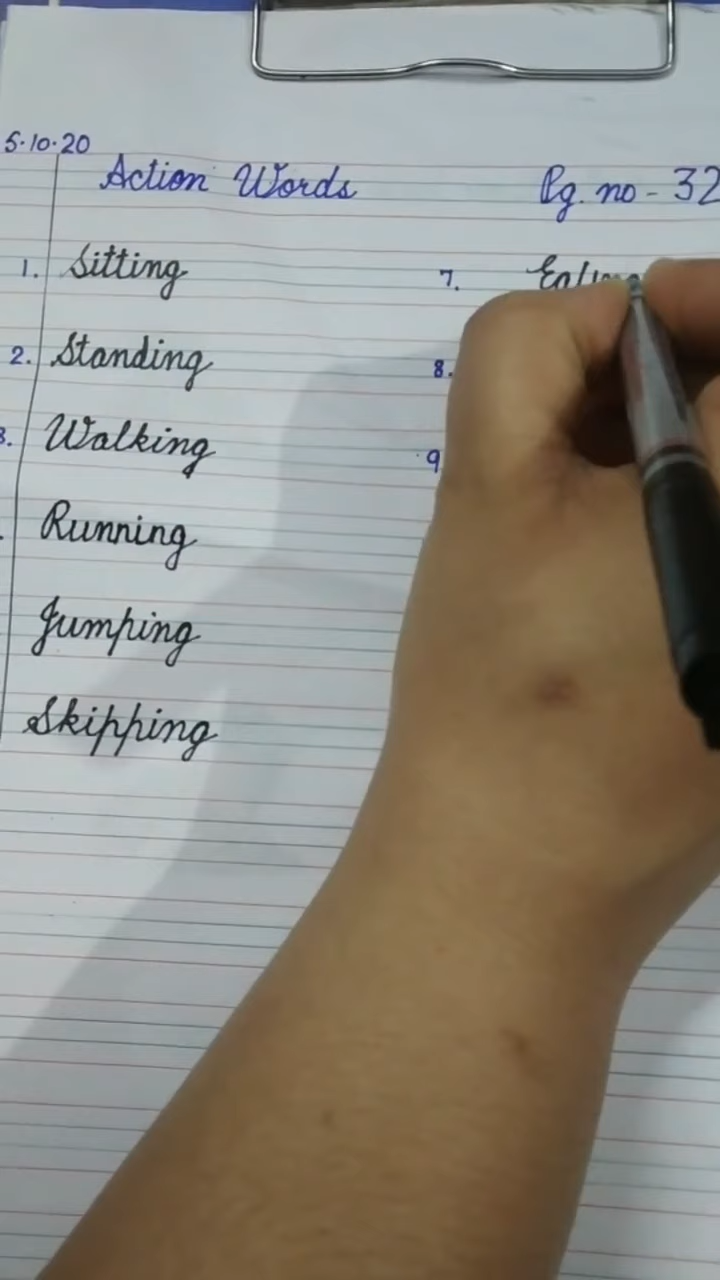 5.10.20
Action Words Pg. no - 32
1. Sitting
2. Standing
3. Walking
Running
Jumping
Skipping
7.
8.
9